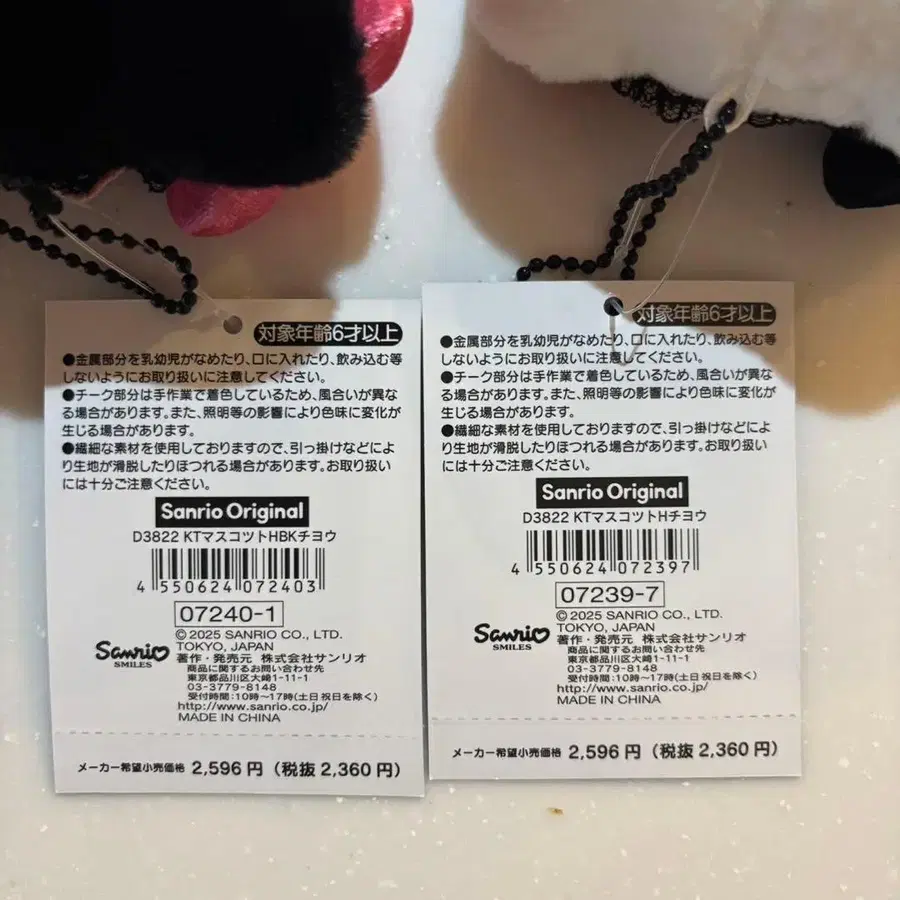 対象年齢6才以上
●金属部分を乳幼児がなめたり、口に入れたり、飲み込む等
しないようにお取り扱いに注意してください。
●チーク部分は手作業で着色しているため、風合いが異な
る場合があります。また、照明等の影響により色味に変化が
生じる場合があります。
●繊細な素材を使用しておりますので、引っ掛けなどによ
り生地が滑脱したりほつれる場合があります。お取り扱い
には十分ご注意ください。
Sanrio Original
D3822 KTマスコツトHBKチヨウ
4 550624 072403
07240-1
© 2025 SANRIO CO., LTD.
TOKYO, JAPAN
Sanrio
SMILES
著作・発売元 株式会社サンリオ
商品に関するお問い合わせ先
東京都品川区大崎1-11-1
03-3779-8148
受付時間:10時～17時(土日祝日を除く)
http://www.sanrio.co.jp/
MADE IN CHINA
メーカー希望小売価格 2,596円(税抜 2,360円)
対象年齢6才以上
●金属部分を乳幼児がなめたり、口に入れたり、飲み込む等
しないようにお取り扱いに注意してください。
●チーク部分は手作業で着色しているため、風合いが異な
る場合があります。また、照明等の影響により色味に変化が
生じる場合があります。
●繊細な素材を使用しておりますので、引っ掛けなどによ
り生地が滑脱したりほつれる場合があります。お取り扱い
には十分ご注意ください。
Sanrio Original
D3822 KTマスコツトHチヨウ
4 550624 072397
07239-7
© 2025 SANRIO CO., LTD.
TOKYO, JAPAN
Sanrio
SMILES
著作・発売元 株式会社サンリオ
商品に関するお問い合わせ先
東京都品川区大崎1-11-1
03-3779-8148
受付時間:10時～17時(土日祝日を除く)
http://www.sanrio.co.jp/
MADE IN CHINA
メーカー希望小売価格 2,596円(税抜 2,360円)